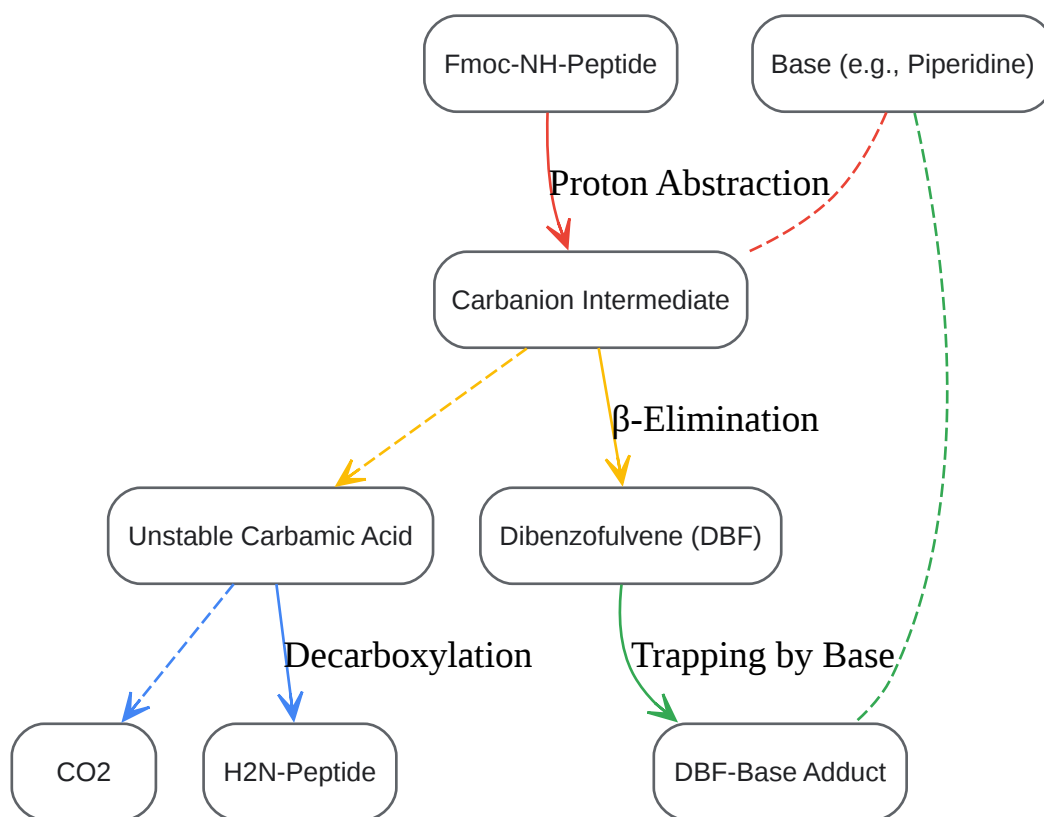 Fmoc-NH-Peptide
Base (e.g., Piperidine)
Proton Abstraction
Carbanion Intermediate
β-Elimination
Unstable Carbamic Acid
Dibenzofulvene (DBF)
Decarboxylation
Trapping by Base
CO2
H2N-Peptide
DBF-Base Adduct